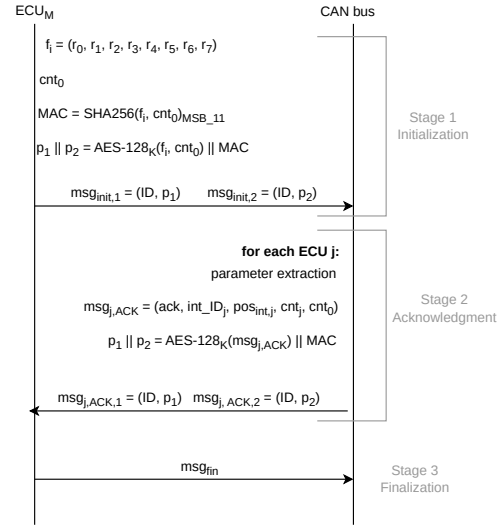 ECU_M CAN bus
f_i = (r_0, r_1, r_2, r_3, r_4, r_5, r_6, r_7)
cnt_0
MAC = SHA256(f_i, cnt_0)_MSB_11
Stage 1
Initialization
p_1 || p_2 = AES-128_K(f_i, cnt_0) || MAC
msg_init,1 = (ID, p_1) msg_init,2 = (ID, p_2)
for each ECU j:
parameter extraction
Stage 2
Acknowledgment
msg_j,ACK = (ack, int_ID_j, pos_int,j, cnt_j, cnt_0)
p_1 || p_2 = AES-128_K(msg_j,ACK) || MAC
msg_j,ACK,1 = (ID, p_1) msg_j, ACK,2 = (ID, p_2)
msg_fin
Stage 3
Finalization